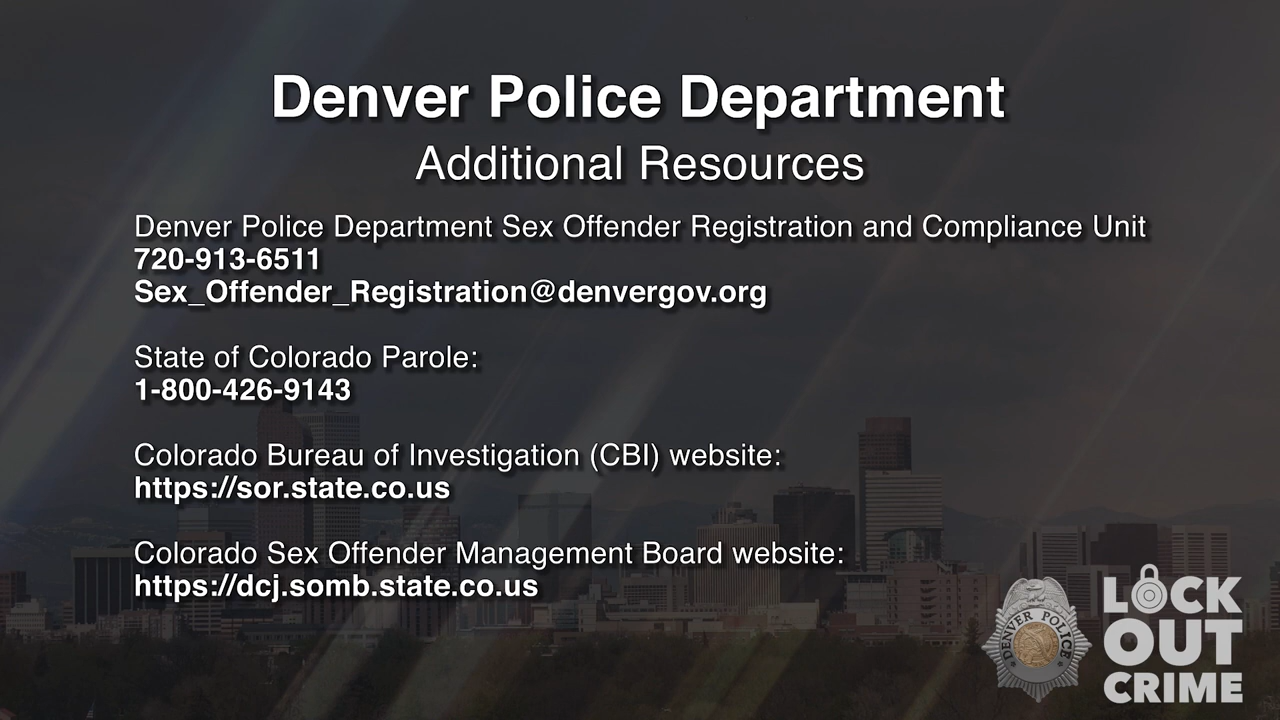 Denver Police Department
Additional Resources
Denver Police Department Sex Offender Registration and Compliance Unit
720-913-6511
Sex_Offender_Registration@denvergov.org
State of Colorado Parole:
1-800-426-9143
Colorado Bureau of Investigation (CBI) website:
https://sor.state.co.us
Colorado Sex Offender Management Board website:
https://dcj.somb.state.co.us
DENVER POLICE
LOCK
OUT
CRIME